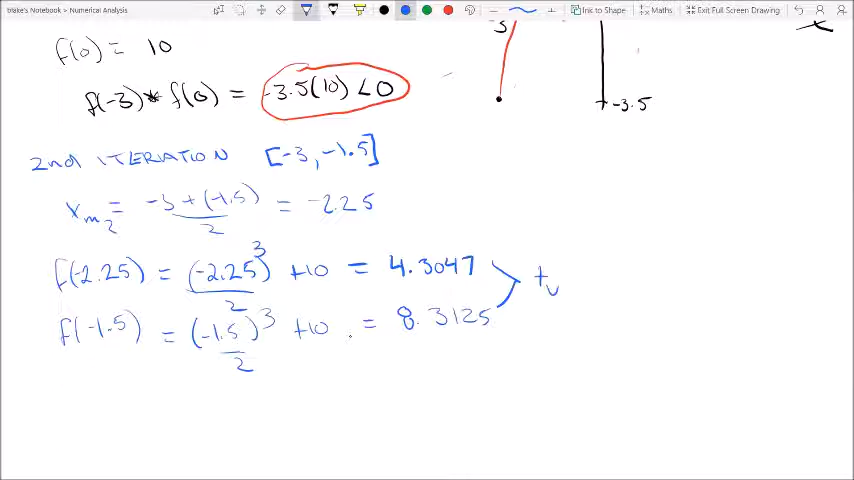 blake's Notebook > Numerical Analysis
Ink to Shape
Maths
Exit Full Screen Drawing
f(0) = 10
f(-3) * f(0) = -3.5(10) < 0
-3.5
2nd ITERIATION [-3, -1.5]
Xm2 = -3 + (-1.5) / 2 = -2.25
f(-2.25) = (-2.25)^3 / 2 + 10 = 4.3047
+v
f(-1.5) = (-1.5)^3 / 2 + 10 = 8.3125